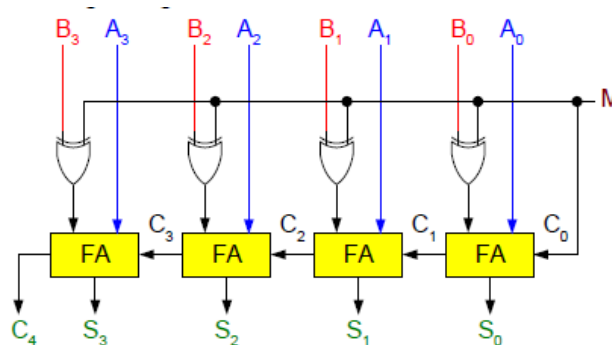 B₃ A₃ B₂ A₂ B₁ A₁ B₀ A₀
M
C₃ C₂ C₁ C₀
FA FA FA FA
C₄ S₃ S₂ S₁ S₀